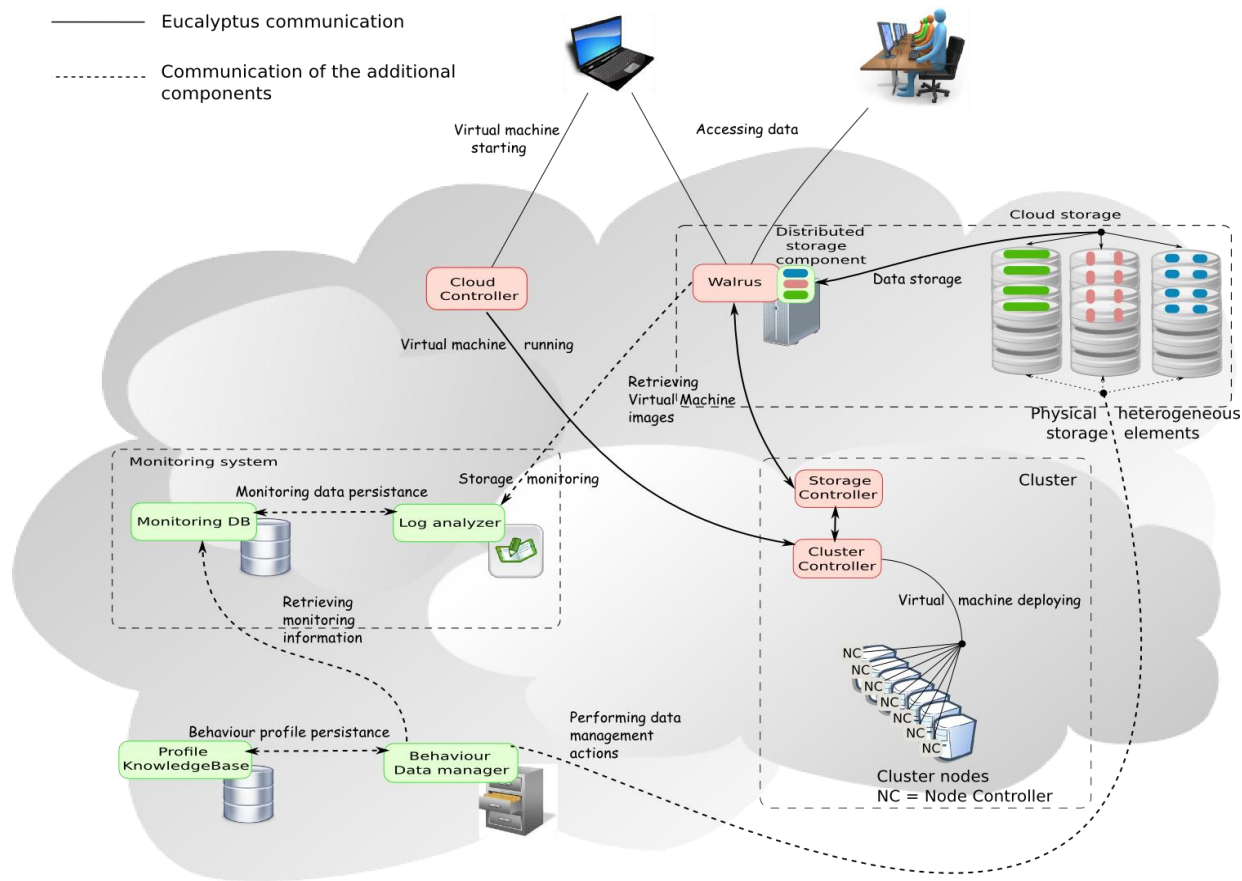 Eucalyptus communication
Communication of the additional
components
Virtual machine
starting
Accessing data
Cloud storage
Distributed
storage
component
Cloud
Controller
Walrus
Data storage
Virtual machine running
Retrieving
Virtual Machine
images
Physical heterogeneous
storage elements
Monitoring system
Storage monitoring
Cluster
Monitoring data persistance
Storage
Controller
Monitoring DB
Log analyzer
Cluster
Controller
Retrieving
monitoring
information
Virtual machine deploying
NC
NC
NC
NC
NC
NC
NC
Performing data
management
actions
Behaviour profile persistance
Profile
KnowledgeBase
Behaviour
Data manager
Cluster nodes
NC = Node Controller